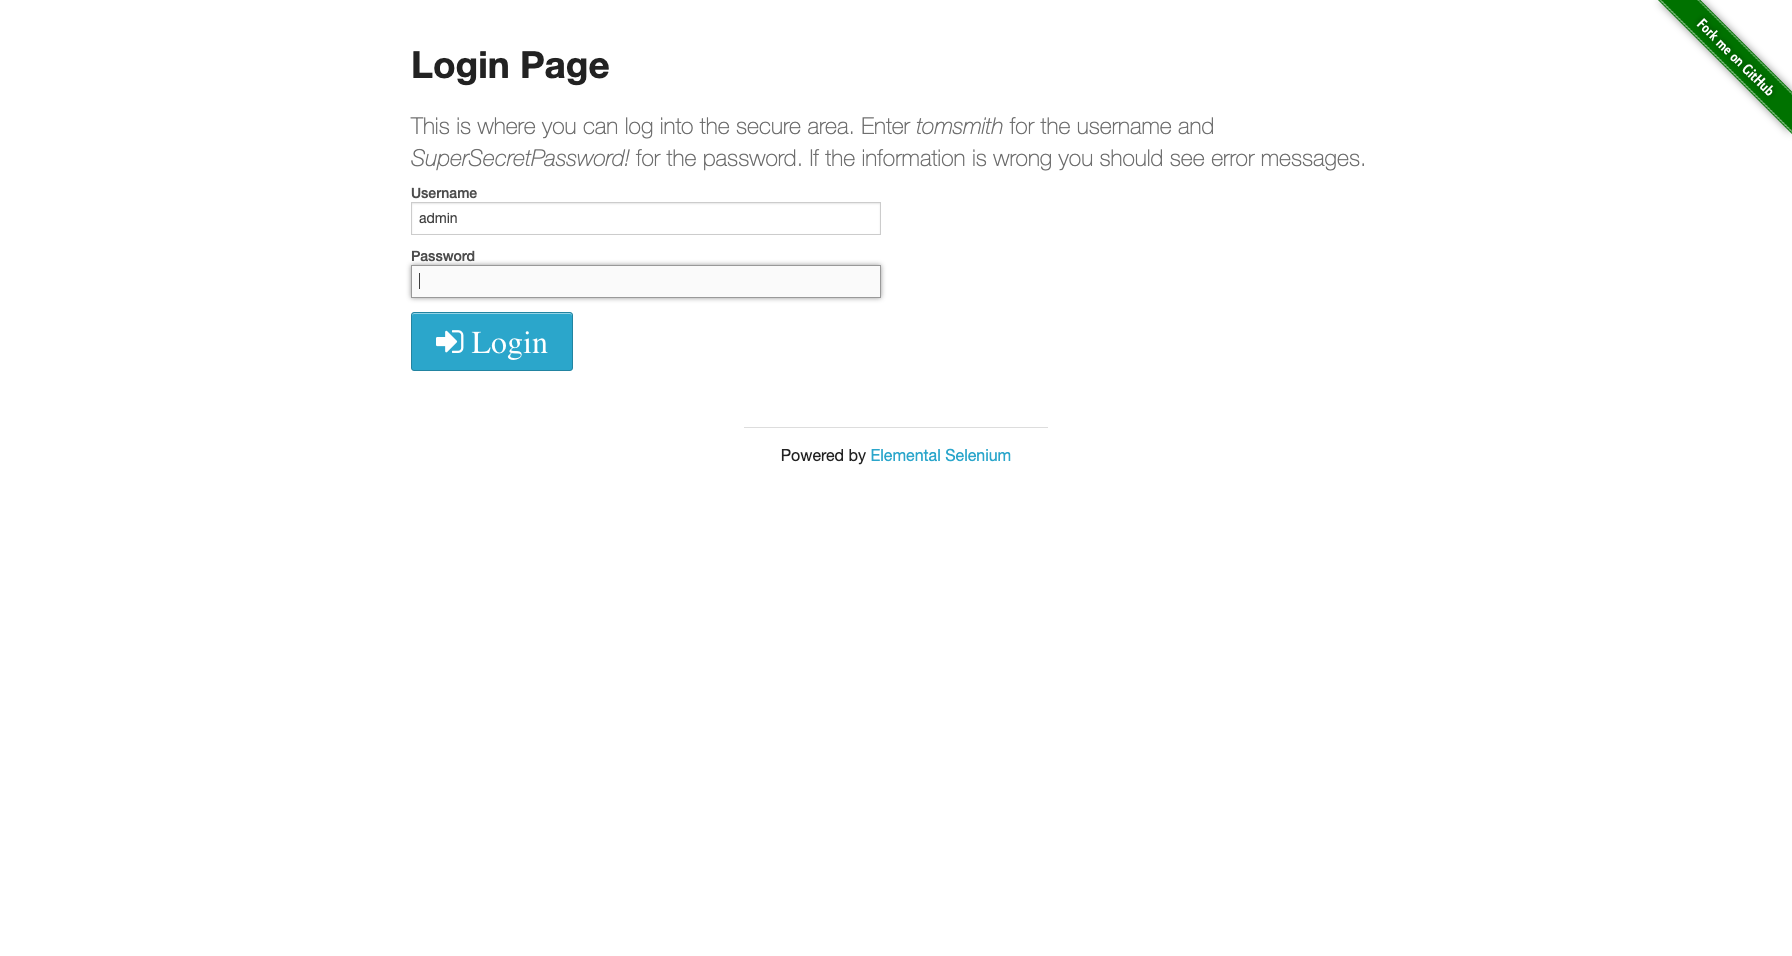 Fork me on GitHub
Login Page
This is where you can log into the secure area. Enter tomsmith for the username and
SuperSecretPassword! for the password. If the information is wrong you should see error messages.
Username
admin
Password
Login
Powered by Elemental Selenium